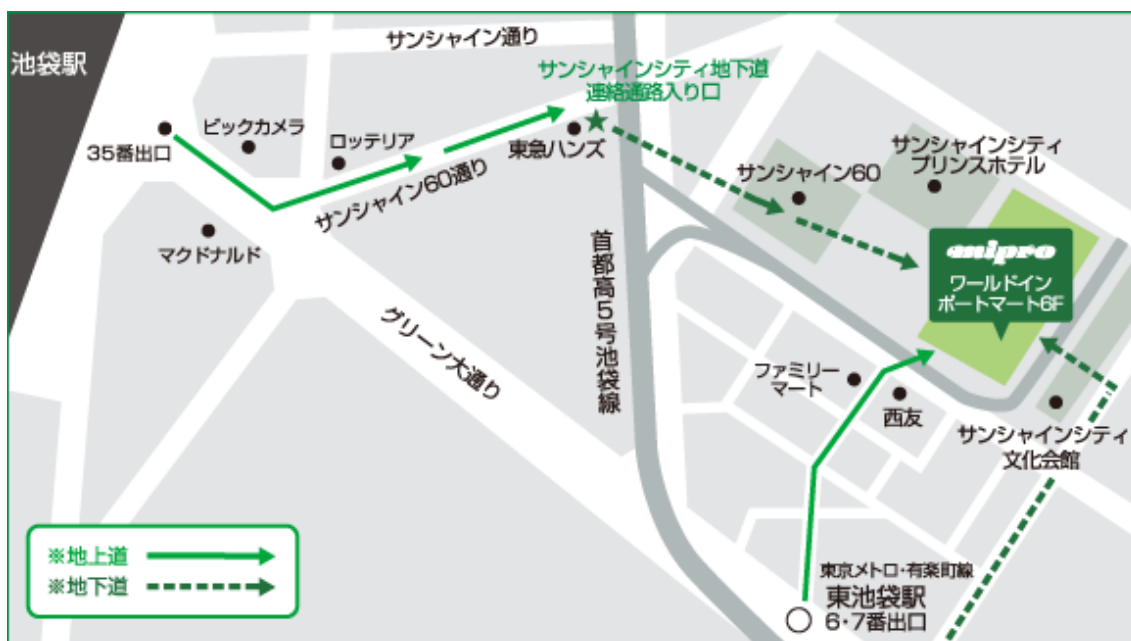 池袋駅
サンシャイン通り
サンシャインシティ地下道
連絡通路入り口
35番出口
ビックカメラ
ロッテリア
東急ハンズ
サンシャイン60通り
マクドナルド
サンシャイン60
サンシャインシティ
プリンスホテル
首都高5号池袋線
グリーン大通り
mipro
ワールドイン
ポートマート6F
ファミリー
マート
西友
サンシャインシティ
文化会館
※地上道
※地下道
東京メトロ・有楽町線
東池袋駅
6・7番出口